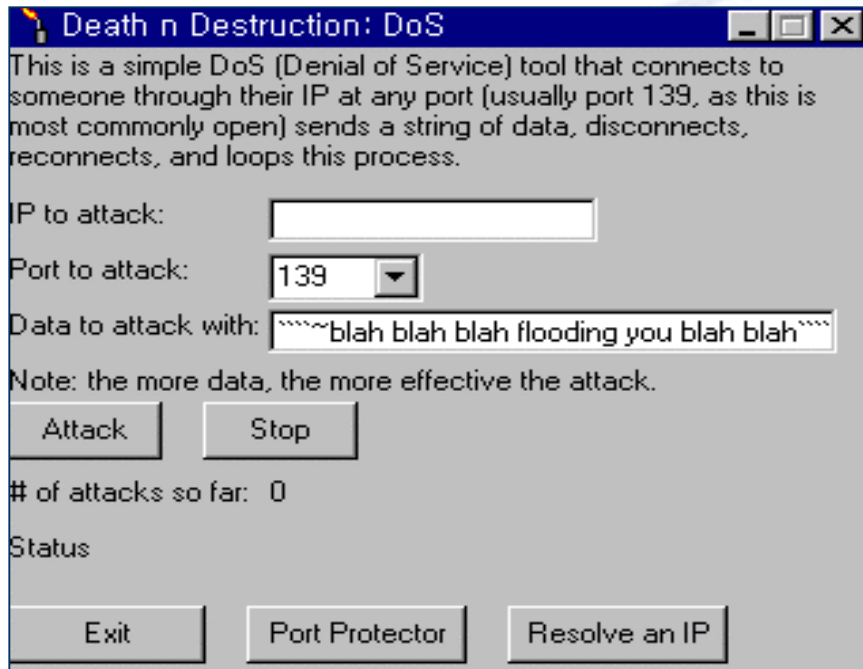 Death n Destruction: DoS
This is a simple DoS (Denial of Service) tool that connects to
someone through their IP at any port (usually port 139, as this is
most commonly open) sends a string of data, disconnects,
reconnects, and loops this process.
IP to attack:
Port to attack: 139
Data to attack with: ````~blah blah blah flooding you blah blah````
Note: the more data, the more effective the attack.
Attack Stop
# of attacks so far: 0
Status
Exit Port Protector Resolve an IP